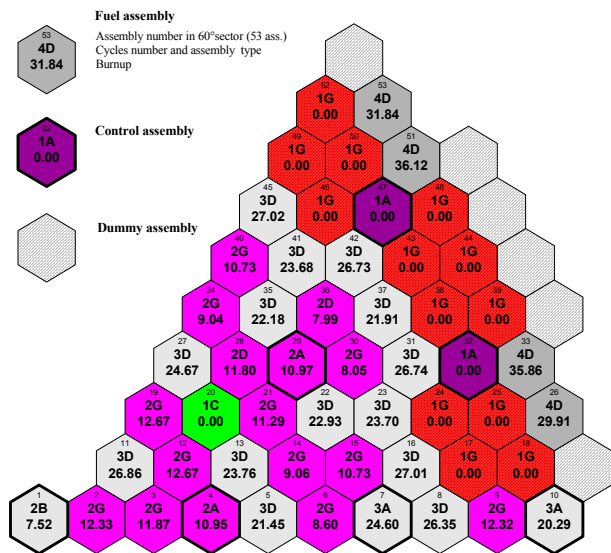 Fuel assembly
53
4D
31.84
Assembly number in 60°sector (53 ass.)
Cycles number and assembly type
Burnup
32
1A
0.00
Control assembly
Dummy assembly
52 53
1G 4D
0.00 31.84
49 50 51
1G 1G 4D
0.00 0.00 36.12
45 46 47 48
3D 1G 1A 1G
27.02 0.00 0.00 0.00
40 41 42 43 44
2G 3D 3D 1G 1G
10.73 23.68 26.73 0.00 0.00
34 35 36 37 38 39
2G 3D 2D 3D 1G 1G
9.04 22.18 7.99 21.91 0.00 0.00
27 28 29 30 31 32 33
3D 2D 2A 2G 3D 1A 4D
24.67 11.80 10.97 8.05 26.74 0.00 35.86
19 20 21 22 23 24 25 26
2G 1C 2G 3D 3D 1G 1G 4D
12.67 0.00 11.29 22.93 23.70 0.00 0.00 29.91
11 12 13 14 15 16 17 18
3D 2G 3D 2G 2G 3D 1G 1G
26.86 12.67 23.76 9.06 10.73 27.01 0.00 0.00
1 2 3 4 5 6 7 8 9 10
2B 2G 2G 2A 3D 2G 3A 3D 2G 3A
7.52 12.33 11.87 10.95 21.45 8.60 24.60 26.35 12.32 20.29